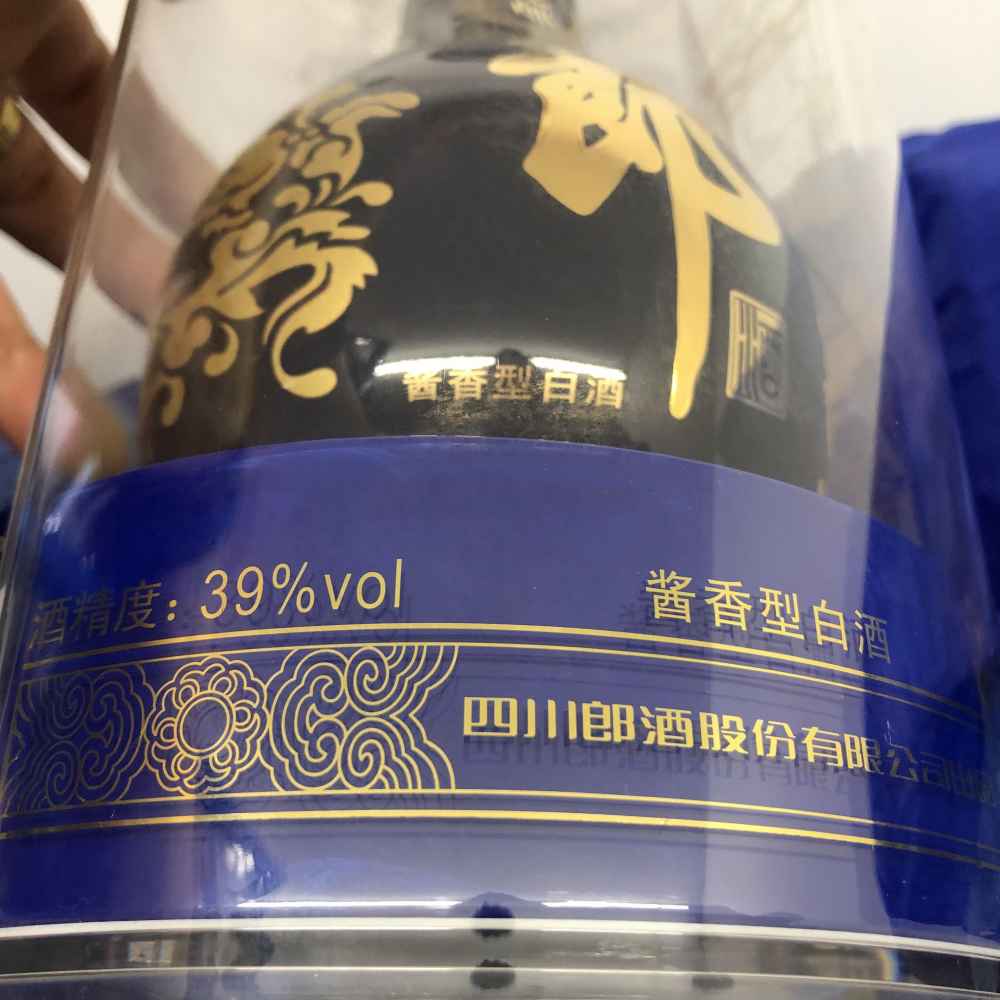 郎
酱香型白酒
酒精度：39%vol
酱香型白酒
四川郎酒股份有限公司